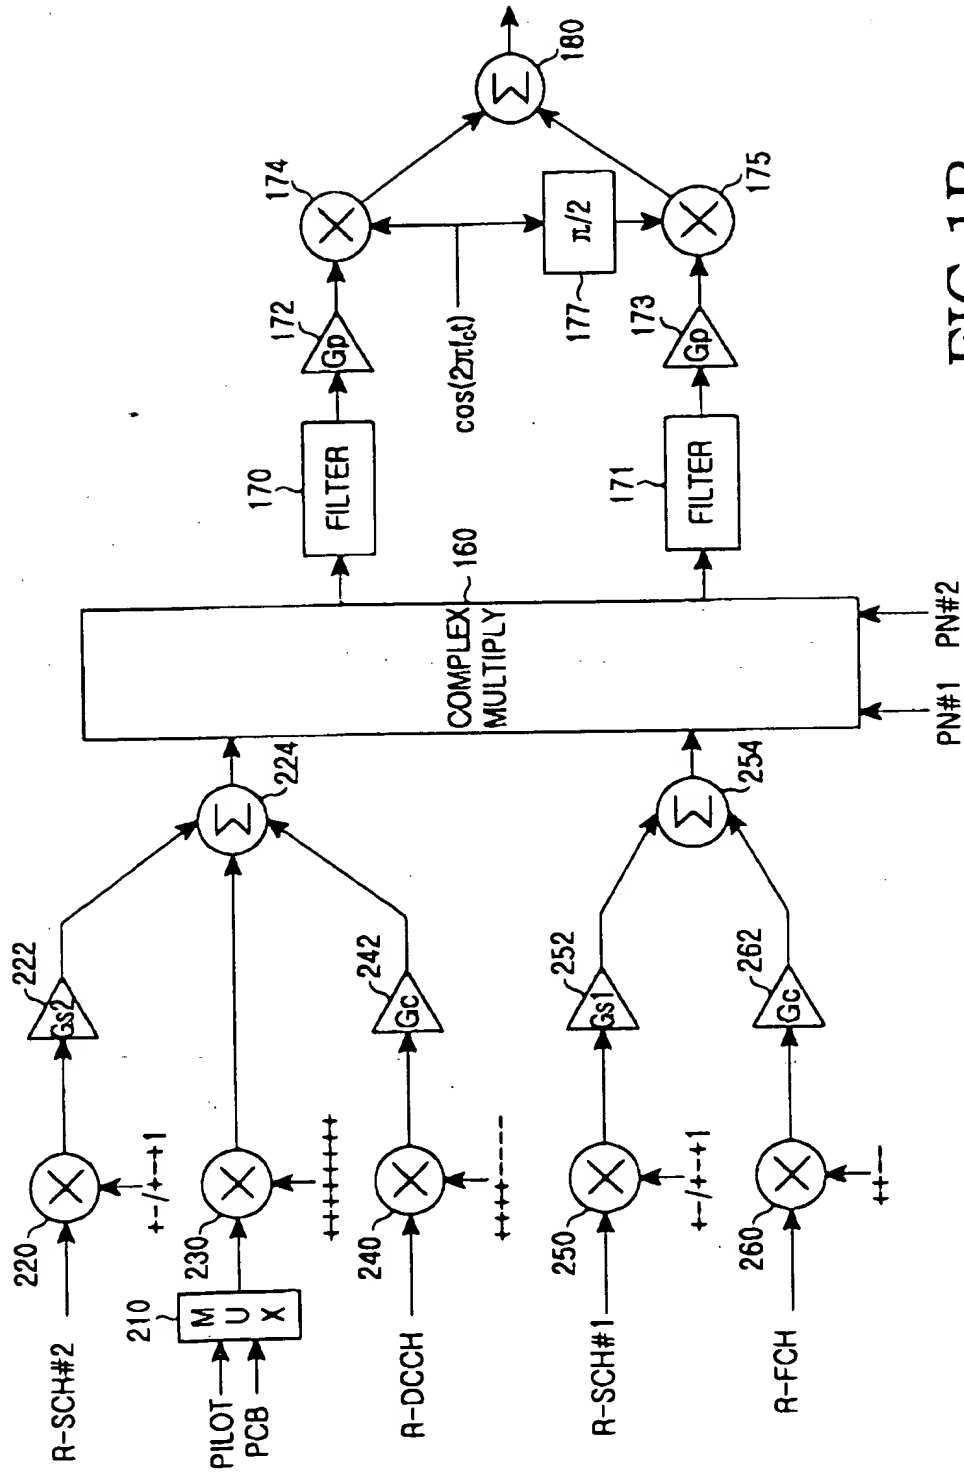 R-SCH#2
220
+-/+--+1
222
Gs2
PILOT
PCB
210
MUX
230
++++++++
224
Σ
R-DCCH
240
++++----
242
Gc
R-SCH#1
250
+-/+--+1
252
Gs1
254
Σ
R-FCH
260
++--
262
Gc
COMPLEX
MULTIPLY
160
PN#1
PN#2
170
FILTER
172
Gp
174
cos(2πfct)
π/2
177
171
FILTER
173
Gp
175
Σ
180